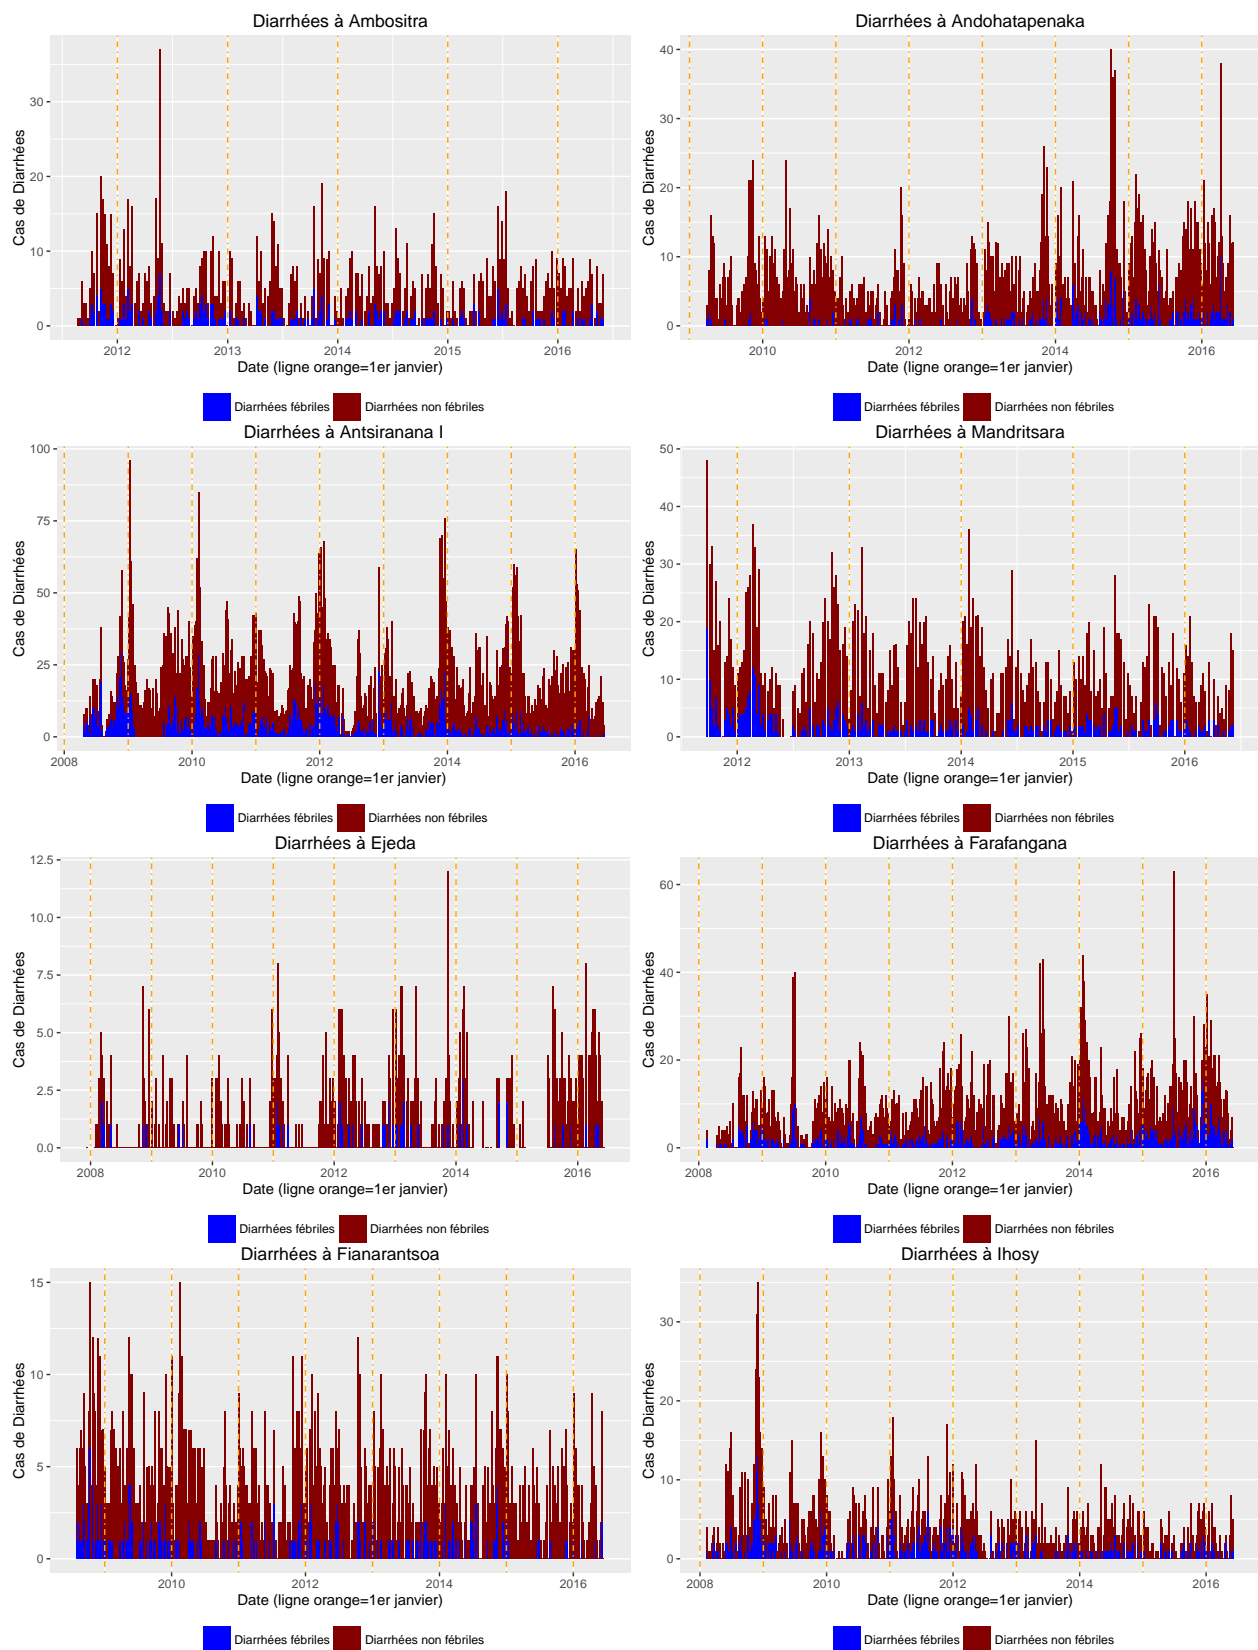 Diarrhées à Ambositra
Cas de Diarrhées
30
20
10
0
2012 2013 2014 2015 2016
Date (ligne orange=1er janvier)
Diarrhées fébriles Diarrhées non fébriles
Diarrhées à Andohatapenaka
Cas de Diarrhées
40
30
20
10
0
2010 2012 2014 2016
Date (ligne orange=1er janvier)
Diarrhées fébriles Diarrhées non fébriles
Diarrhées à Antsiranana I
Cas de Diarrhées
100
75
50
25
0
2008 2010 2012 2014 2016
Date (ligne orange=1er janvier)
Diarrhées fébriles Diarrhées non fébriles
Diarrhées à Mandritsara
Cas de Diarrhées
50
40
30
20
10
0
2012 2013 2014 2015 2016
Date (ligne orange=1er janvier)
Diarrhées fébriles Diarrhées non fébriles
Diarrhées à Ejeda
Cas de Diarrhées
12.5
10.0
7.5
5.0
2.5
0.0
2008 2010 2012 2014 2016
Date (ligne orange=1er janvier)
Diarrhées fébriles Diarrhées non fébriles
Diarrhées à Farafangana
Cas de Diarrhées
60
40
20
0
2008 2010 2012 2014 2016
Date (ligne orange=1er janvier)
Diarrhées fébriles Diarrhées non fébriles
Diarrhées à Fianarantsoa
Cas de Diarrhées
15
10
5
0
2010 2012 2014 2016
Date (ligne orange=1er janvier)
Diarrhées fébriles Diarrhées non fébriles
Diarrhées à Ihosy
Cas de Diarrhées
30
20
10
0
2008 2010 2012 2014 2016
Date (ligne orange=1er janvier)
Diarrhées fébriles Diarrhées non fébriles